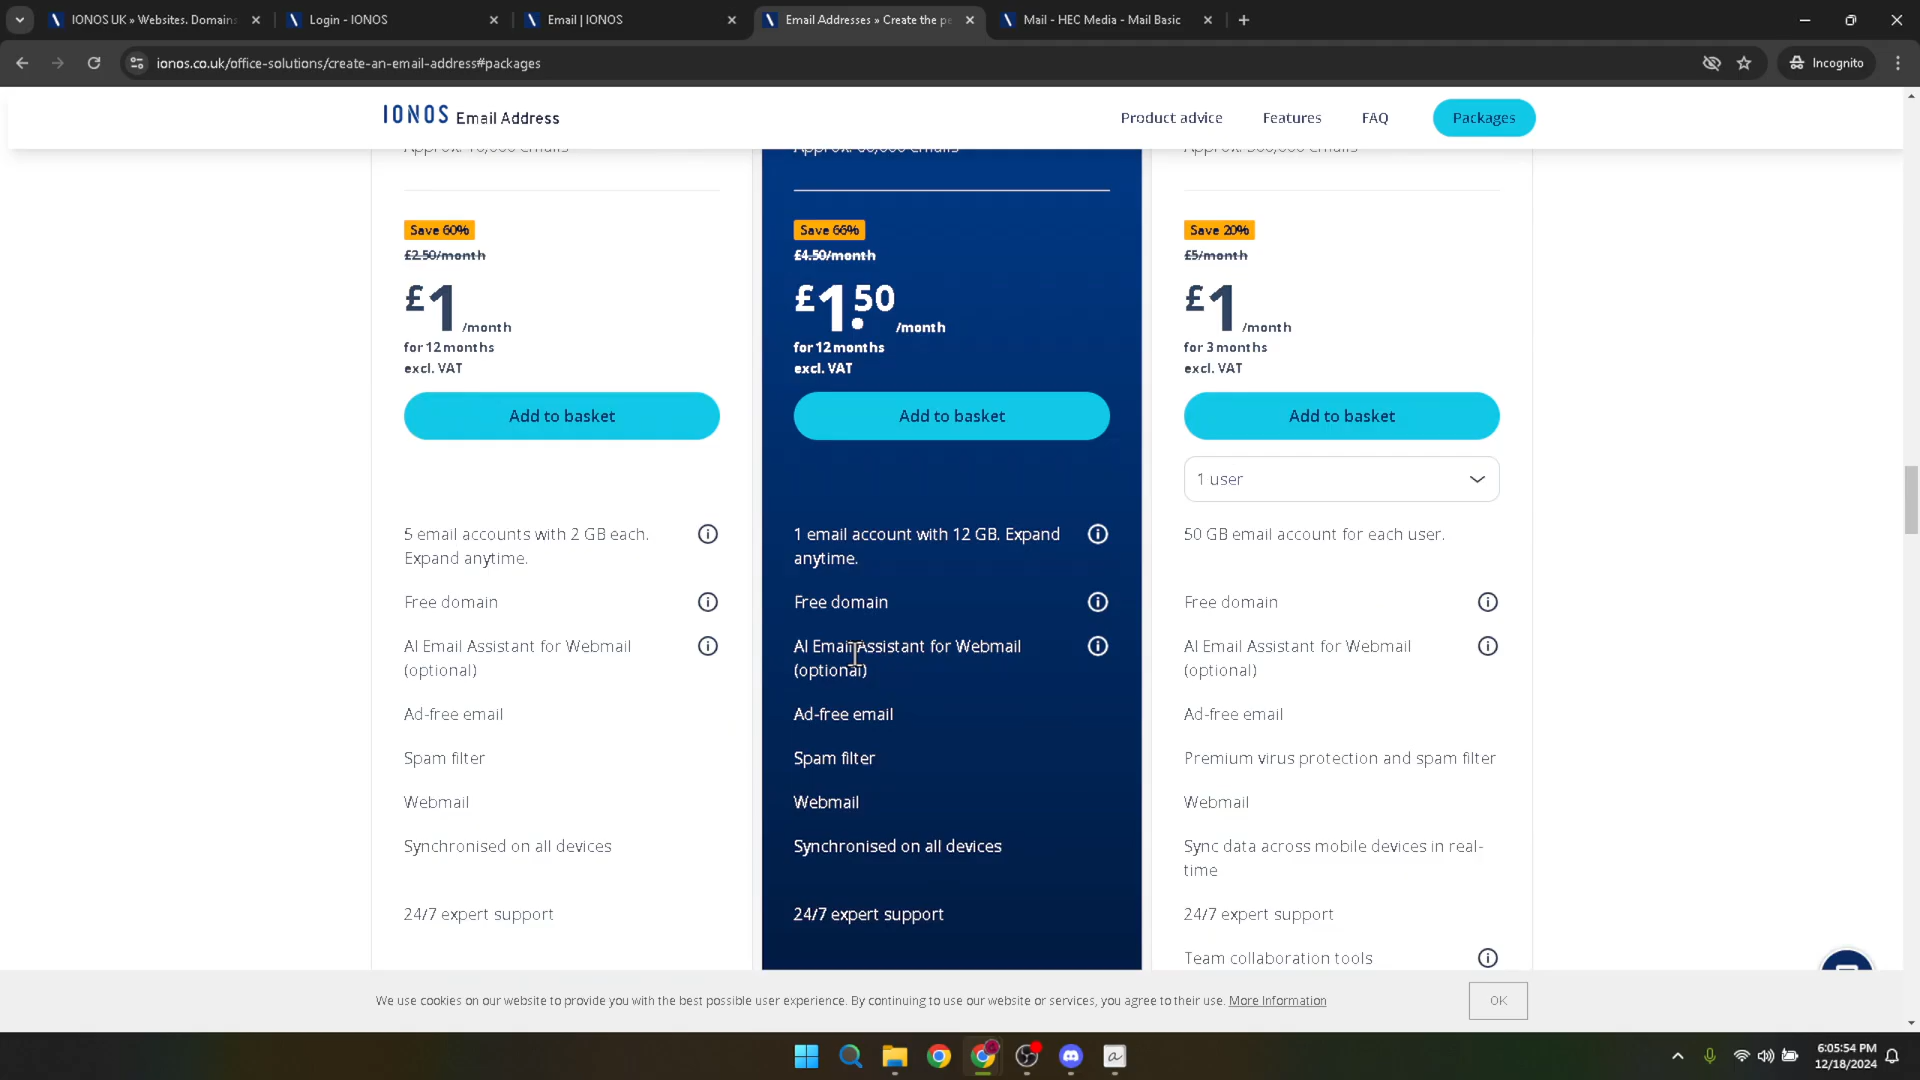 IONOS UK » Websites. Domains
Login - IONOS
Email | IONOS
Email Addresses » Create the pe
Mail - HEC Media - Mail Basic
ionos.co.uk/office-solutions/create-an-email-address#packages
Incognito
IONOS Email Address
Product advice
Features
FAQ
Packages
Save 60%
£2.50/month
£1 /month
for 12 months
excl. VAT
Add to basket
5 email accounts with 2 GB each.
Expand anytime.
Free domain
AI Email Assistant for Webmail
(optional)
Ad-free email
Spam filter
Webmail
Synchronised on all devices
24/7 expert support
Save 66%
£4.50/month
£1.50 /month
for 12 months
excl. VAT
Add to basket
1 email account with 12 GB. Expand
anytime.
Free domain
AI Email Assistant for Webmail
(optional)
Ad-free email
Spam filter
Webmail
Synchronised on all devices
24/7 expert support
Save 20%
£5/month
£1 /month
for 3 months
excl. VAT
Add to basket
1 user
50 GB email account for each user.
Free domain
AI Email Assistant for Webmail
(optional)
Ad-free email
Premium virus protection and spam filter
Webmail
Sync data across mobile devices in real-
time
24/7 expert support
Team collaboration tools
We use cookies on our website to provide you with the best possible user experience. By continuing to use our website or services, you agree to their use. More Information
OK
6:05:54 PM
12/18/2024